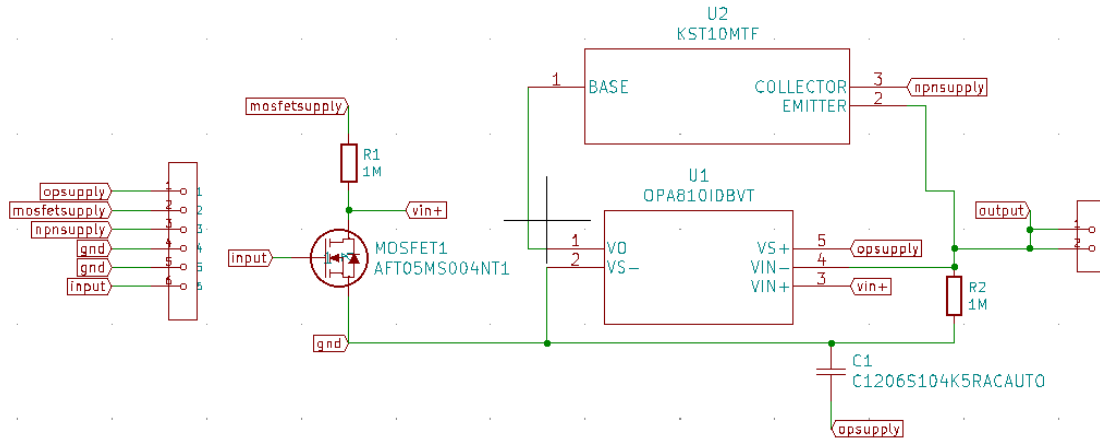 U2
KST10MTF
1
BASE
COLLECTOR
3
npnsupply
EMITTER
2
mosfetsupply
R1
1M
vin+
U1
OPA810IDBVT
opsupply
1
1
mosfetsupply
2
2
npnsupply
3
3
gnd
4
4
gnd
5
5
input
6
input
MOSFET1
AFT05MS004NT1
1
VO
VS+
5
opsupply
2
VS-
VIN-
4
VIN+
3
vin+
output
1
2
R2
1M
gnd
C1
C1206S104K5RACAUTO
opsupply